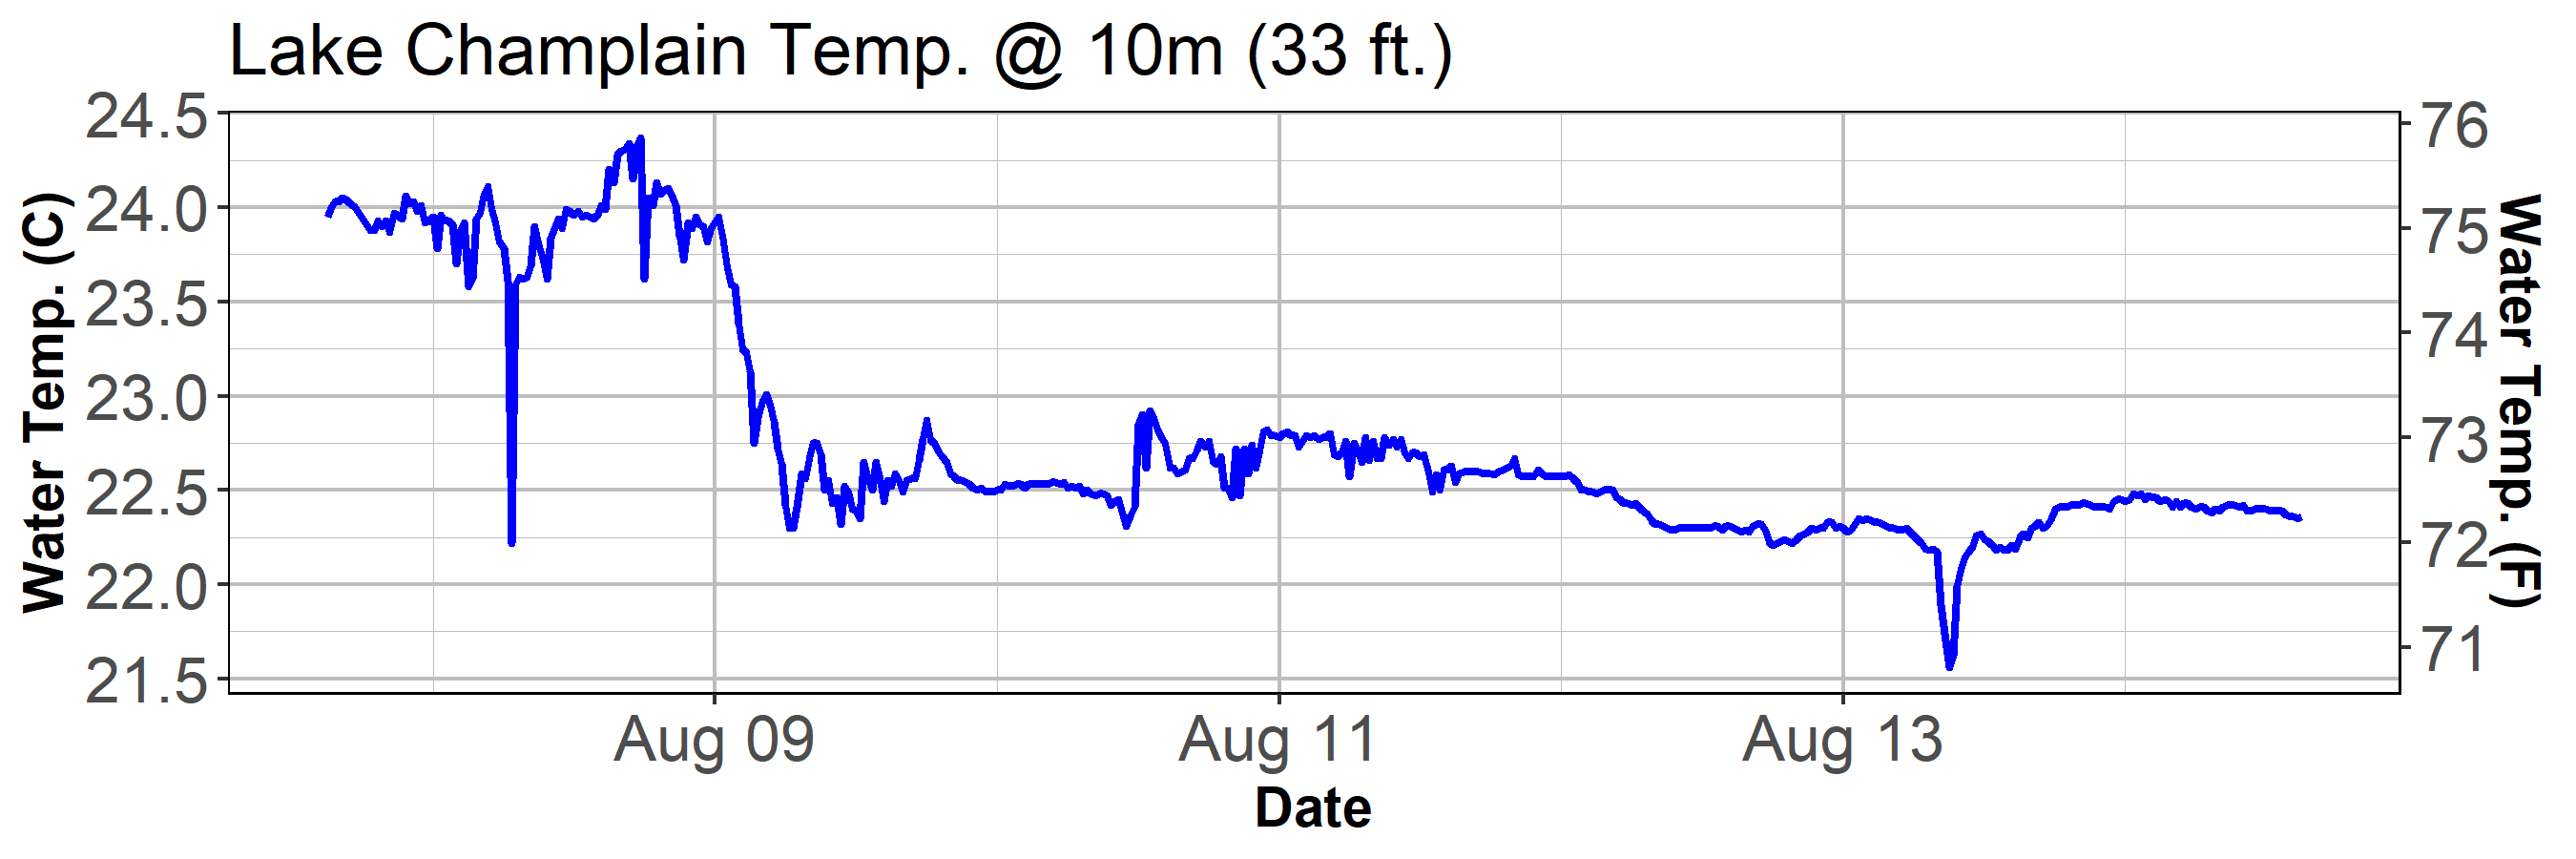 Lake Champlain Temp. @ 10m (33 ft.)
Water Temp. (C)
24.5
24.0
23.5
23.0
22.5
22.0
21.5
76
75
74
73
72
71
Water Temp. (F)
Aug 09
Aug 11
Aug 13
Date